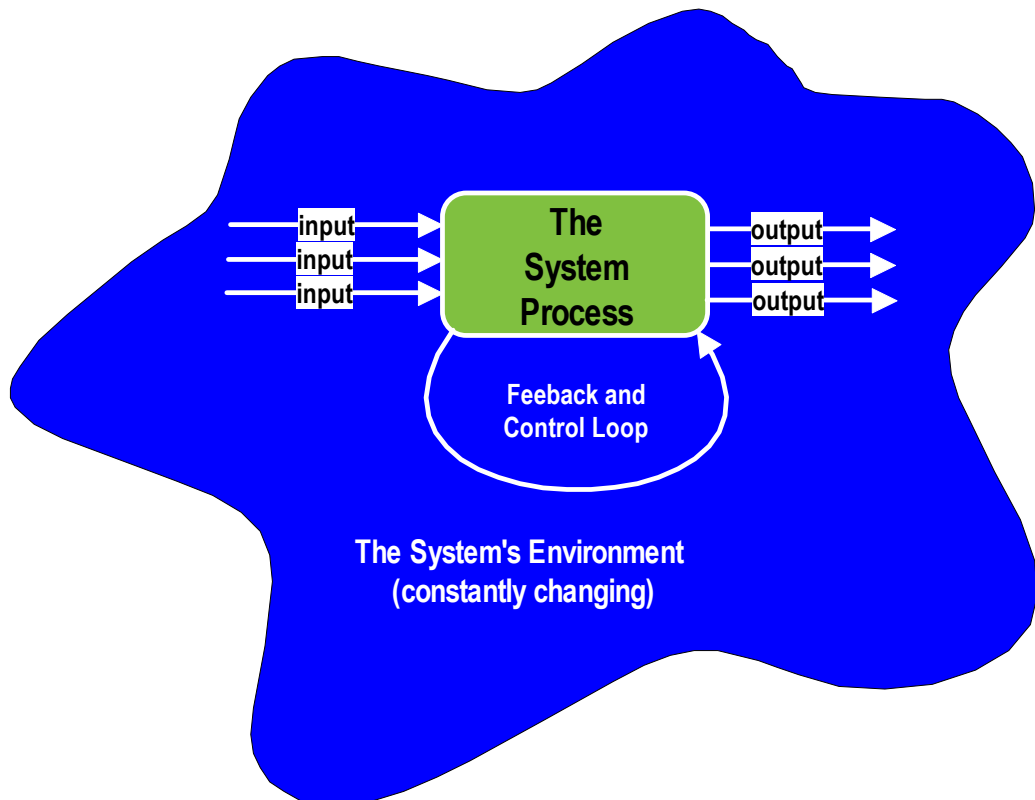 input
input
input
The
System
Process
output
output
output
Feeback and
Control Loop
The System's Environment
(constantly changing)